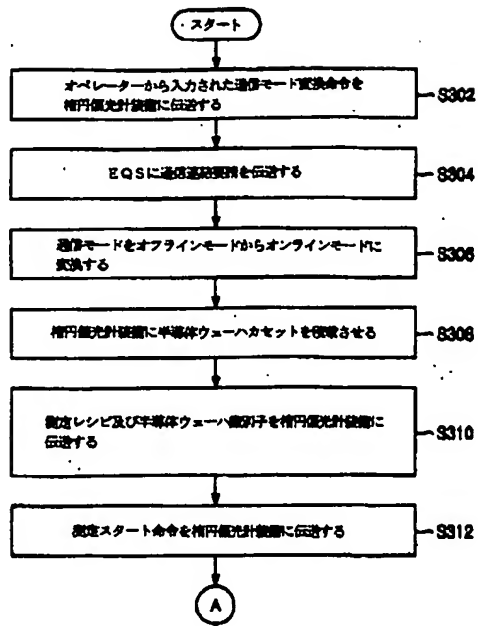 スタート
オペレーターから入力された通信モード変換命令を
楕円偏光計装備に伝送する
S302
EQSに通信連結要請を伝送する
S304
通信モードをオフラインモードからオンラインモードに
変換する
S306
楕円偏光計装備に半導体ウェーハカセットを積載させる
S308
測定レシピ及び半導体ウェーハ識別子を楕円偏光計装備に
伝送する
S310
測定スタート命令を楕円偏光計装備に伝送する
S312
A